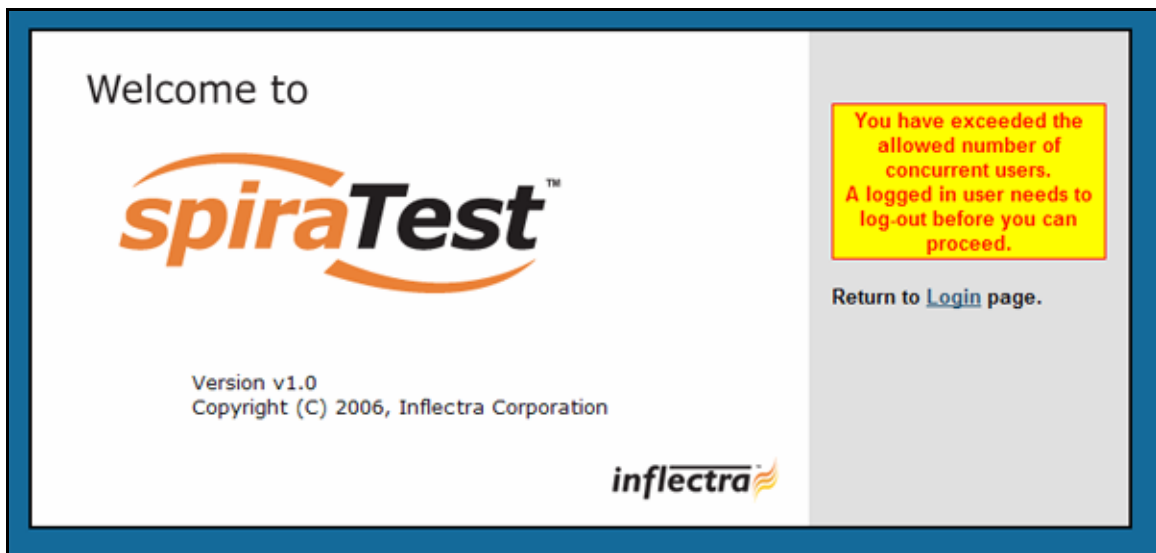 Welcome to
spiraTest™
Version v1.0
Copyright (C) 2006, Inflectra Corporation
inflectra
You have exceeded the
allowed number of
concurrent users.
A logged in user needs to
log-out before you can
proceed.
Return to Login page.